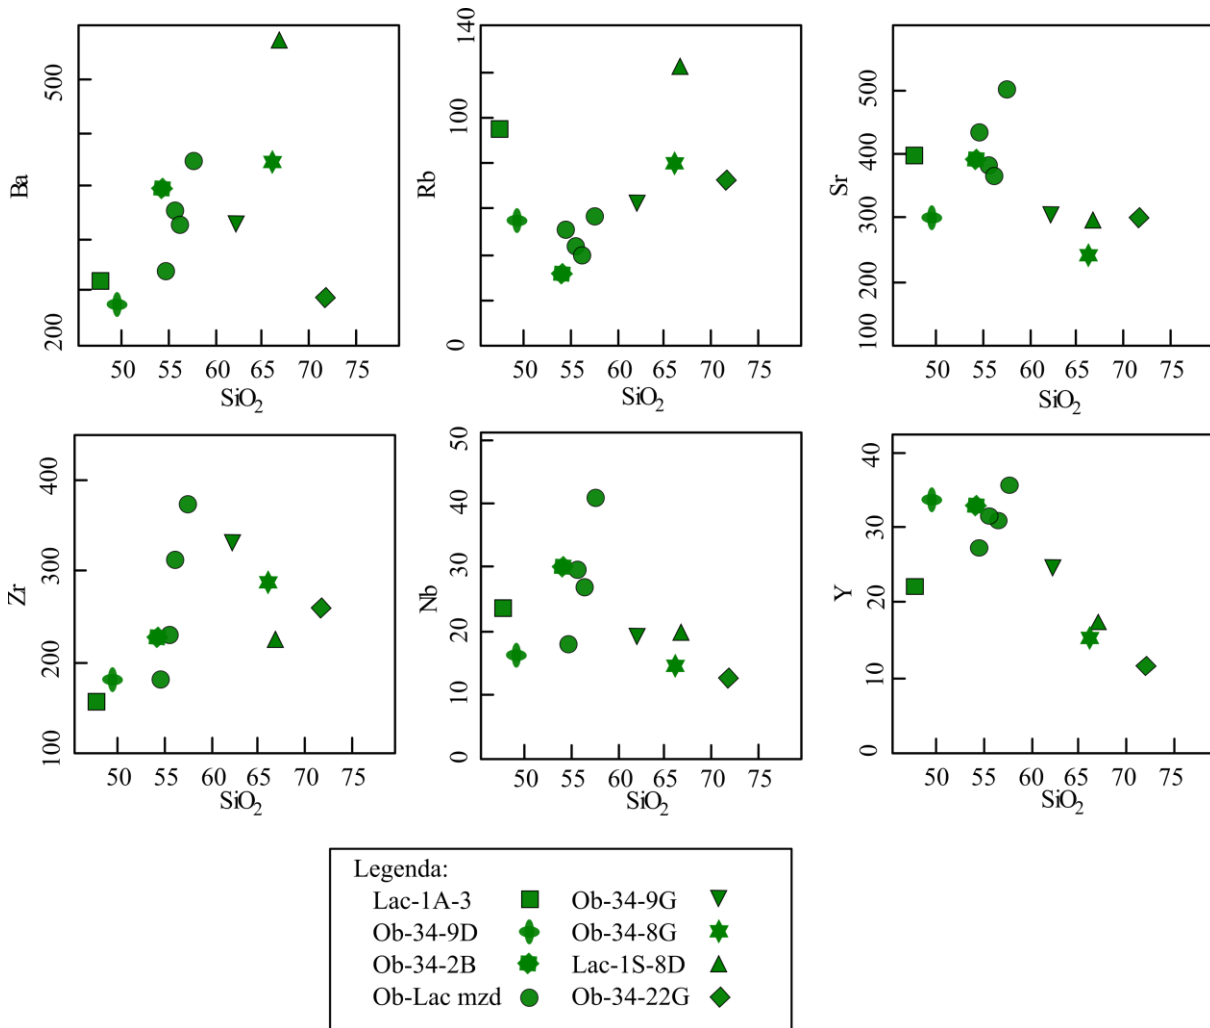 Ba
500
200
50 55 60 65 70 75
SiO2
Rb
140
100
0
50 55 60 65 70 75
SiO2
Sr
500
400
300
200
100
50 55 60 65 70 75
SiO2
Zr
400
300
200
100
50 55 60 65 70 75
SiO2
Nb
50
40
30
20
10
0
50 55 60 65 70 75
SiO2
Y
40
30
20
10
0
50 55 60 65 70 75
SiO2
Legenda:
Lac-1A-3 Ob-34-9G
Ob-34-9D Ob-34-8G
Ob-34-2B Lac-1S-8D
Ob-Lac mzd Ob-34-22G